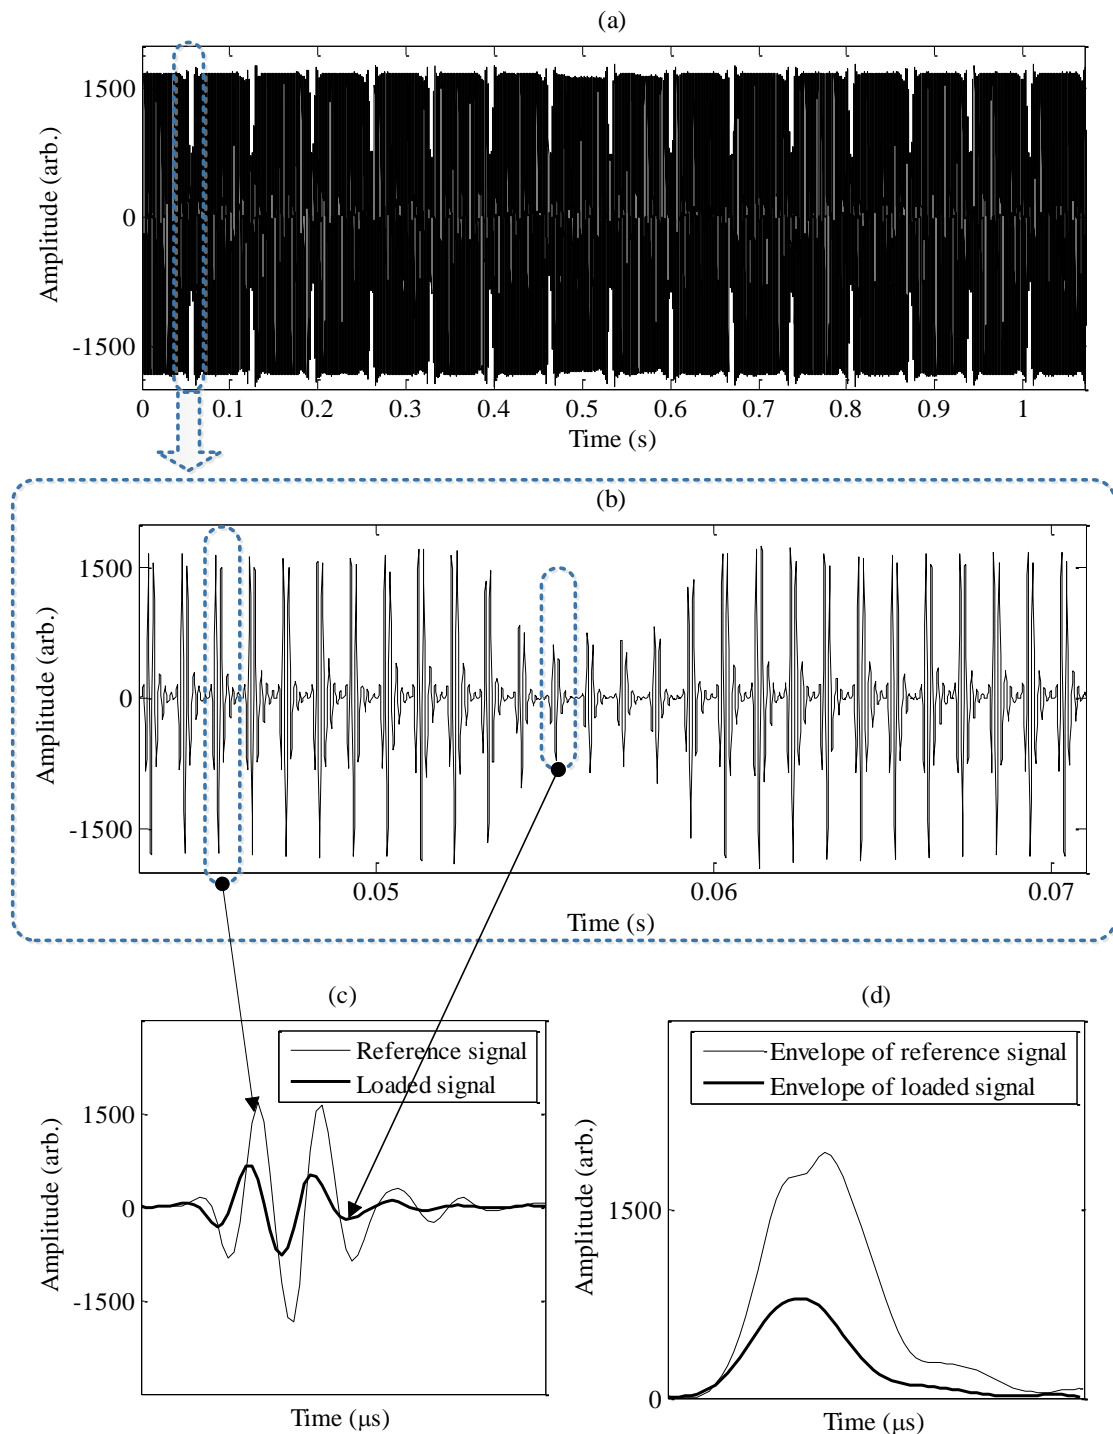 (a)
Amplitude (arb.)
1500
0
-1500
0 0.1 0.2 0.3 0.4 0.5 0.6 0.7 0.8 0.9 1
Time (s)
(b)
Amplitude (arb.)
1500
0
-1500
0.05 0.06 0.07
Time (s)
(c)
Amplitude (arb.)
1500
0
-1500
Reference signal
Loaded signal
Time (μs)
(d)
Amplitude (arb.)
1500
0
Envelope of reference signal
Envelope of loaded signal
Time (μs)